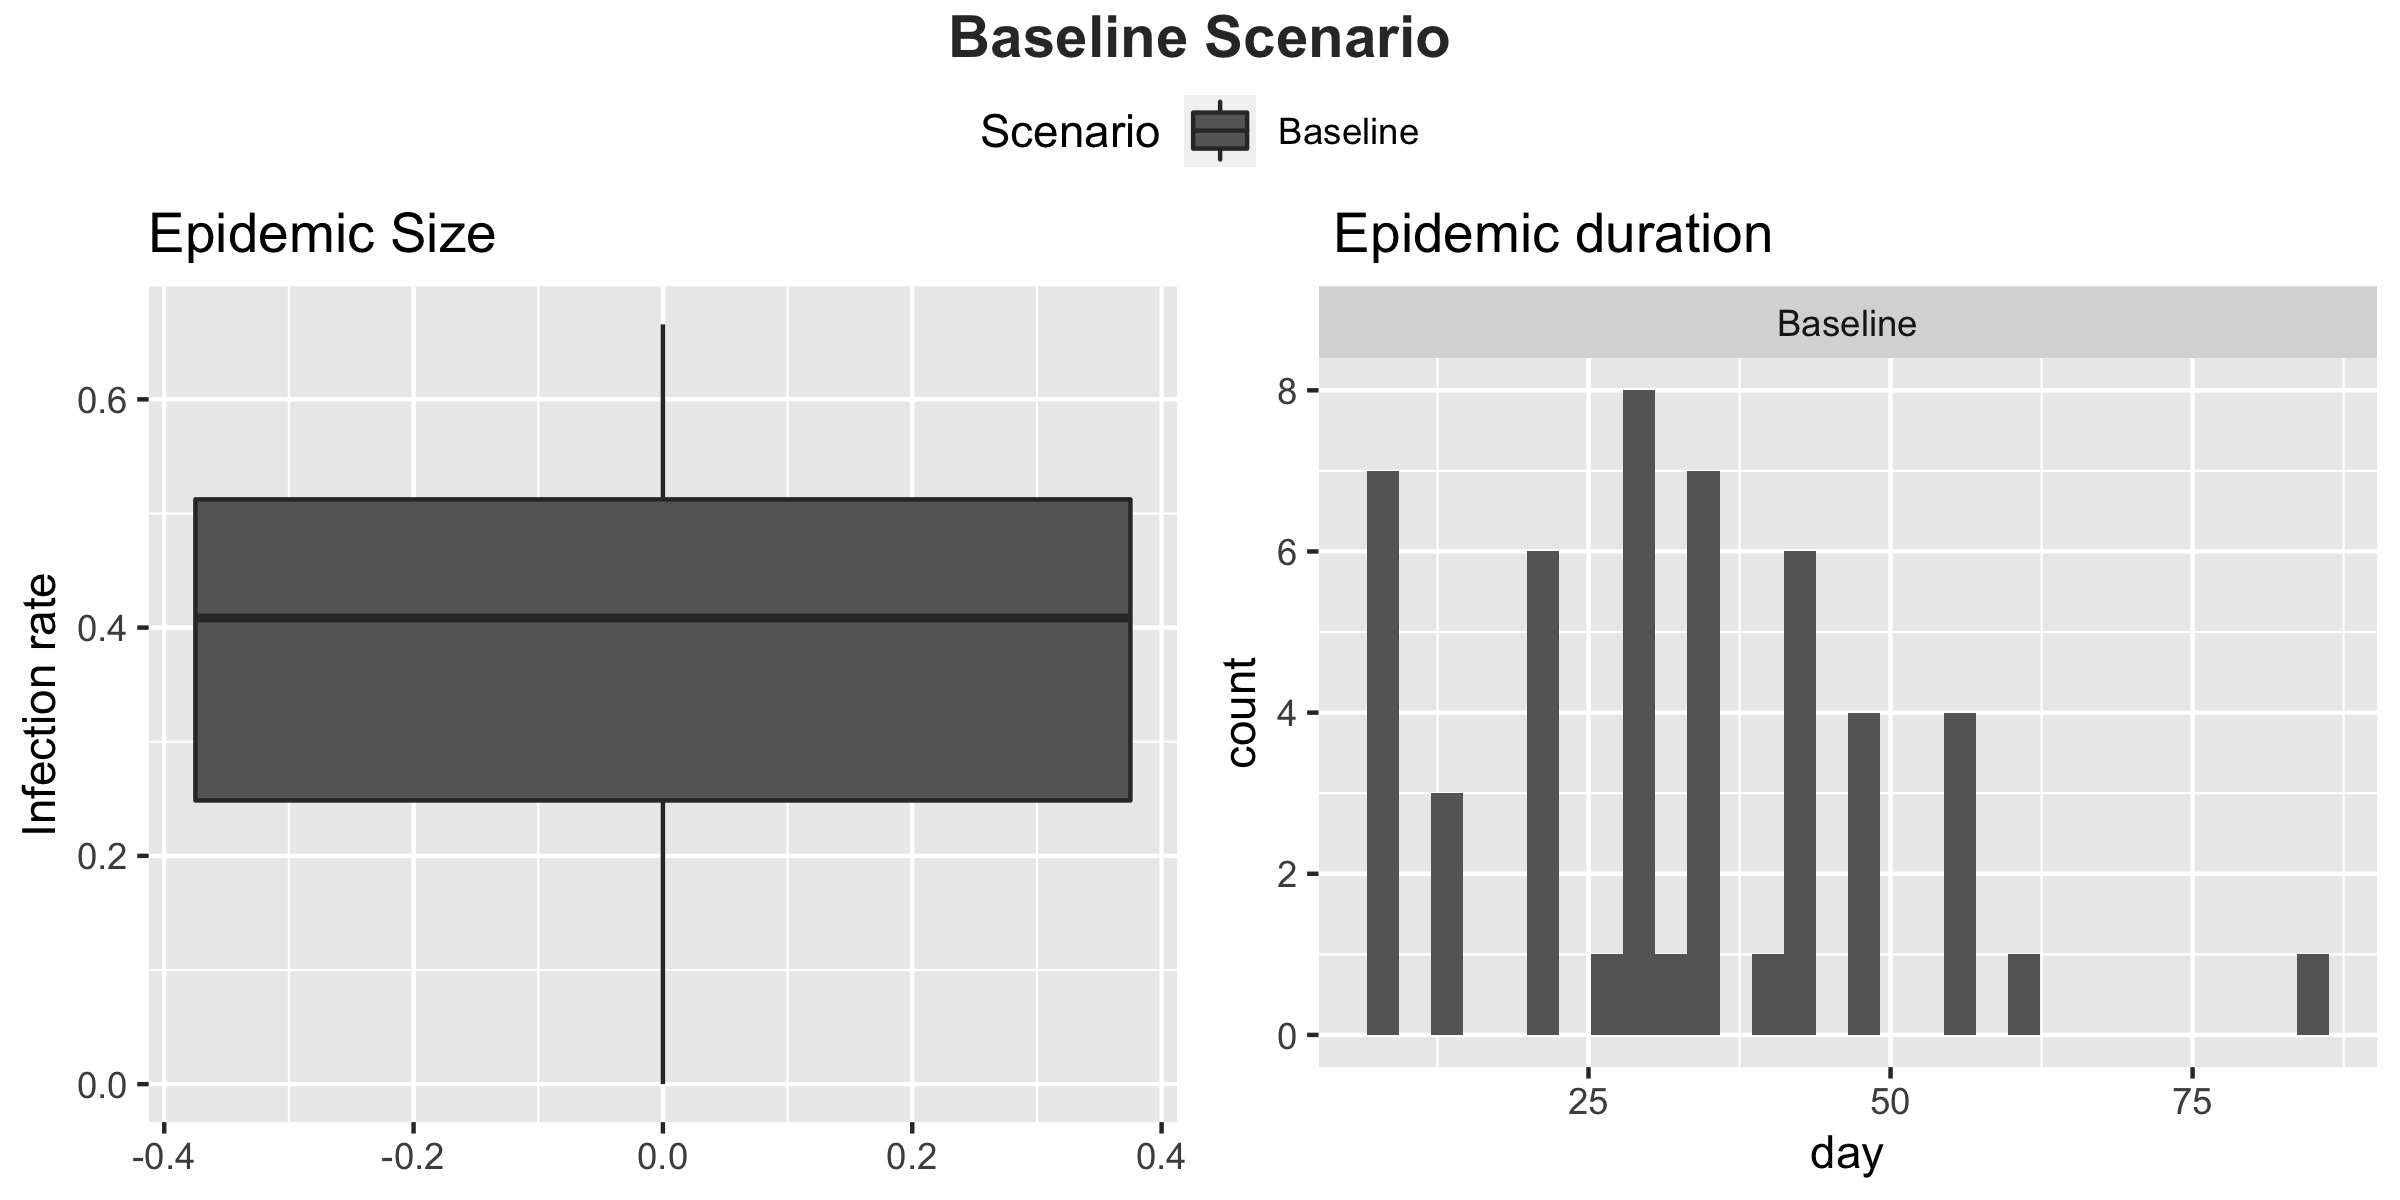 Baseline Scenario
Scenario Baseline
Epidemic Size
Infection rate
0.6
0.4
0.2
0.0
-0.4 -0.2 0.0 0.2 0.4
Epidemic duration
Baseline
count
8
6
4
2
0
25 50 75
day